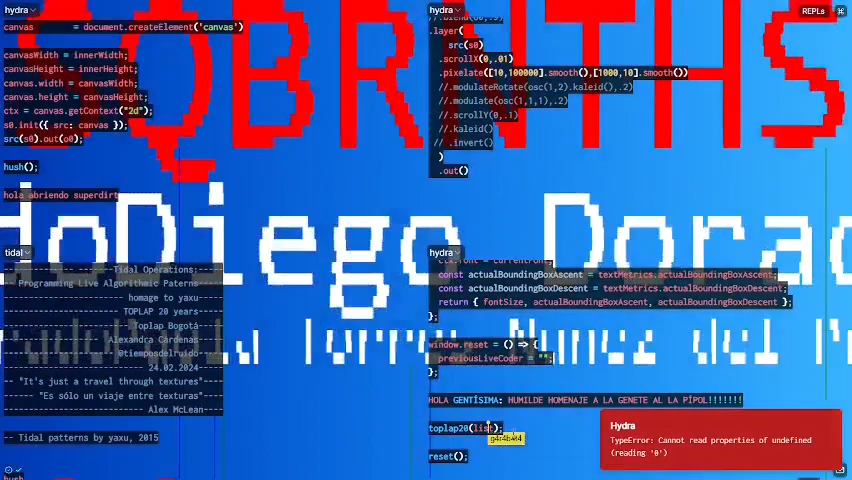 hydra
canvas = document.createElement('canvas')
canvasWidth = innerWidth;
canvasHeight = innerHeight;
canvas.width = canvasWidth;
canvas.height = canvasHeight;
ctx = canvas.getContext("2d");
s0.init({ src: canvas });
src(s0).out(o0);
hush();
hola abriendo superdirt
hydra
REPLs
.layer(
src(s0)
.scrollX(0,.01)
.pixelate([10,100000].smooth(),[1000,10].smooth())
//.modulateRotate(osc(1,2).kaleid(),.2)
//.modulate(osc(1,1,1),.2)
//.scrollY(0,.1)
//.kaleid()
// .invert()
)
.out()
QBRNTHS
doDiego Dorad
tidal
Tidal Operations:-----
Programming Live Algorithmic Paterns----
homage to yaxu-----
TOPLAP 20 years----
Toplap Bogotá
Alexandra Cárdenas
@tiemposdelruido
24.02.2024-
-- "It's just a travel through textures"----
-- "Es sólo un viaje entre texturas"----
Alex McLean---
-- Tidal patterns by yaxu, 2015
hush
hydra
const actualBoundingBoxAscent = textMetrics.actualBoundingBoxAscent;
const actualBoundingBoxDescent = textMetrics.actualBoundingBoxDescent;
return { fontSize, actualBoundingBoxAscent, actualBoundingBoxDescent };
};
window.reset = () => {
previousLiveCoder = "";
};
HOLA GENTÍSIMA: HUMILDE HOMENAJE A LA GENETE AL LA PÍPOL!!!!!!!
toplap20(list);
reset();
Hydra
TypeError: Cannot read properties of undefined
(reading '0')